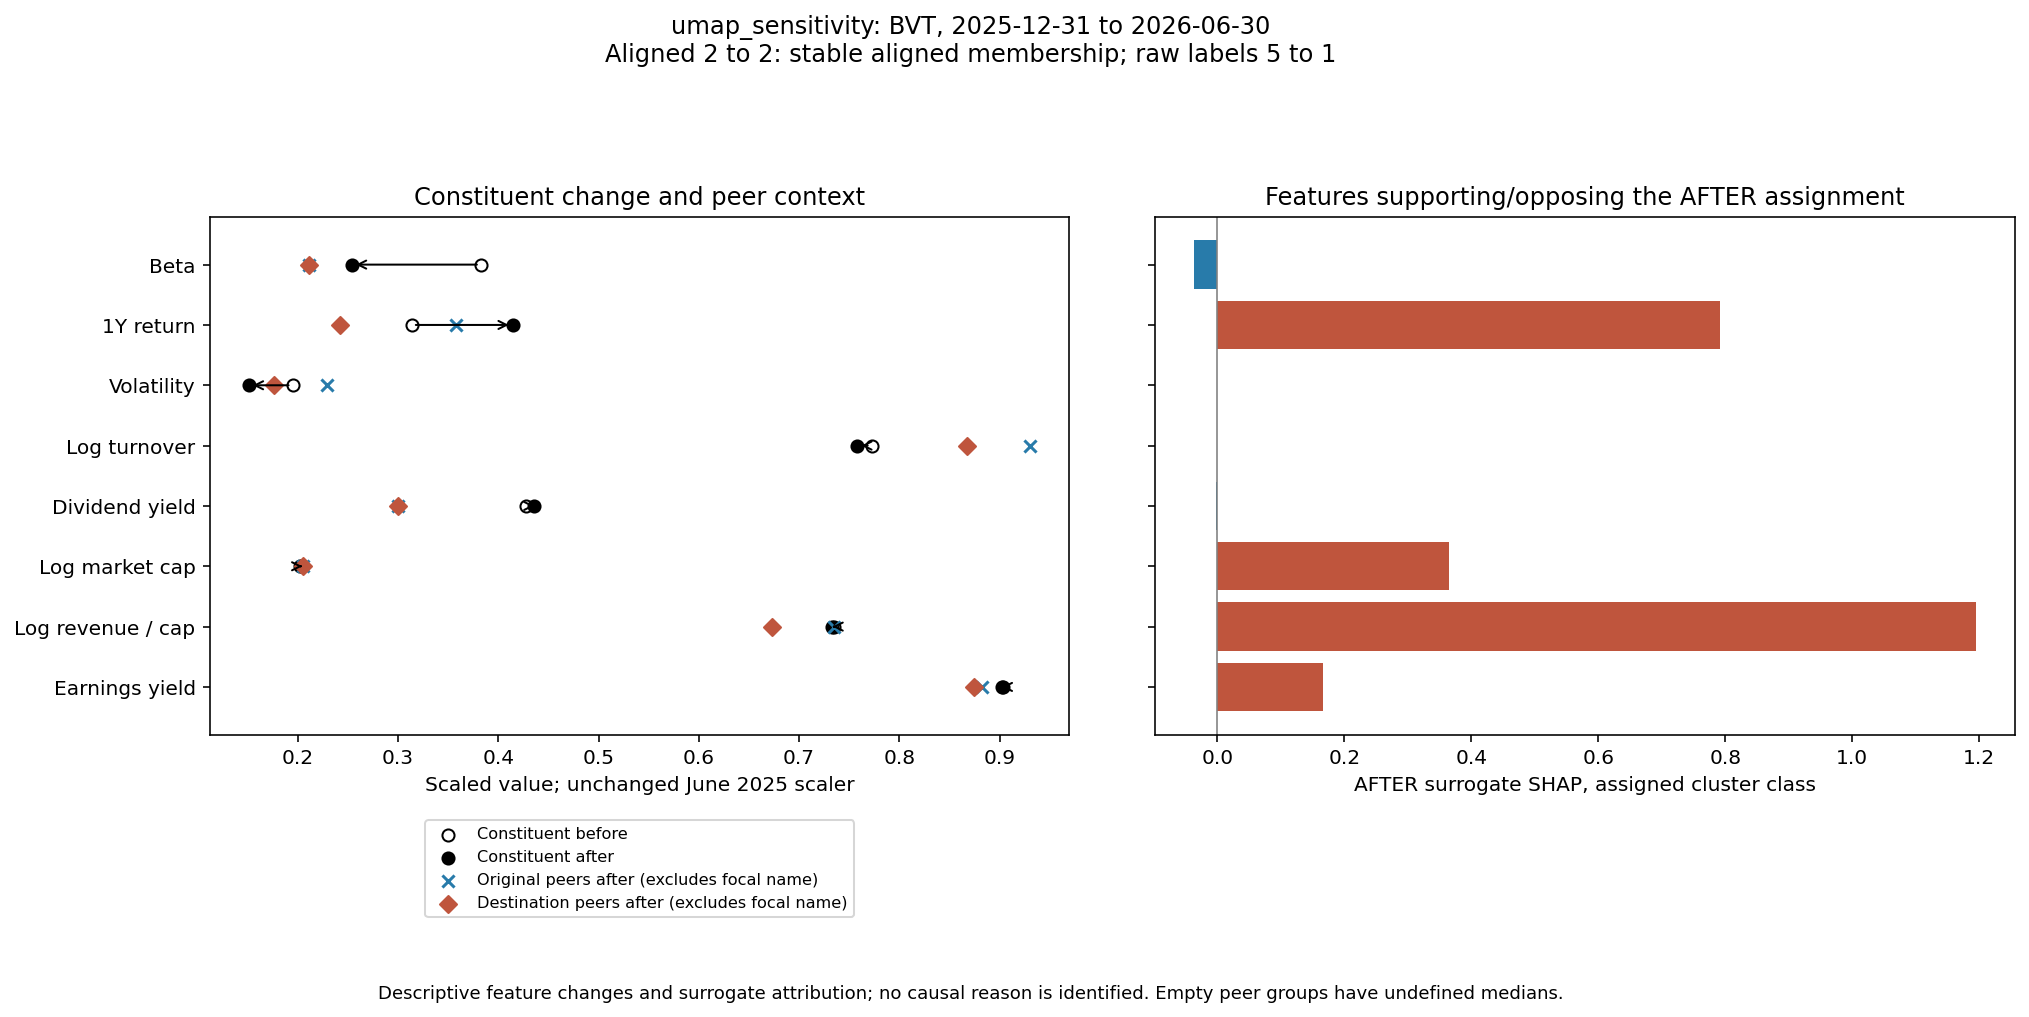 umap_sensitivity: BVT, 2025-12-31 to 2026-06-30
Aligned 2 to 2: stable aligned membership; raw labels 5 to 1
Constituent change and peer context
Beta
1Y return
Volatility
Log turnover
Dividend yield
Log market cap
Log revenue / cap
Earnings yield
0.2 0.3 0.4 0.5 0.6 0.7 0.8 0.9
Scaled value; unchanged June 2025 scaler
Constituent before
Constituent after
Original peers after (excludes focal name)
Destination peers after (excludes focal name)
Features supporting/opposing the AFTER assignment
0.0 0.2 0.4 0.6 0.8 1.0 1.2
AFTER surrogate SHAP, assigned cluster class
Descriptive feature changes and surrogate attribution; no causal reason is identified. Empty peer groups have undefined medians.